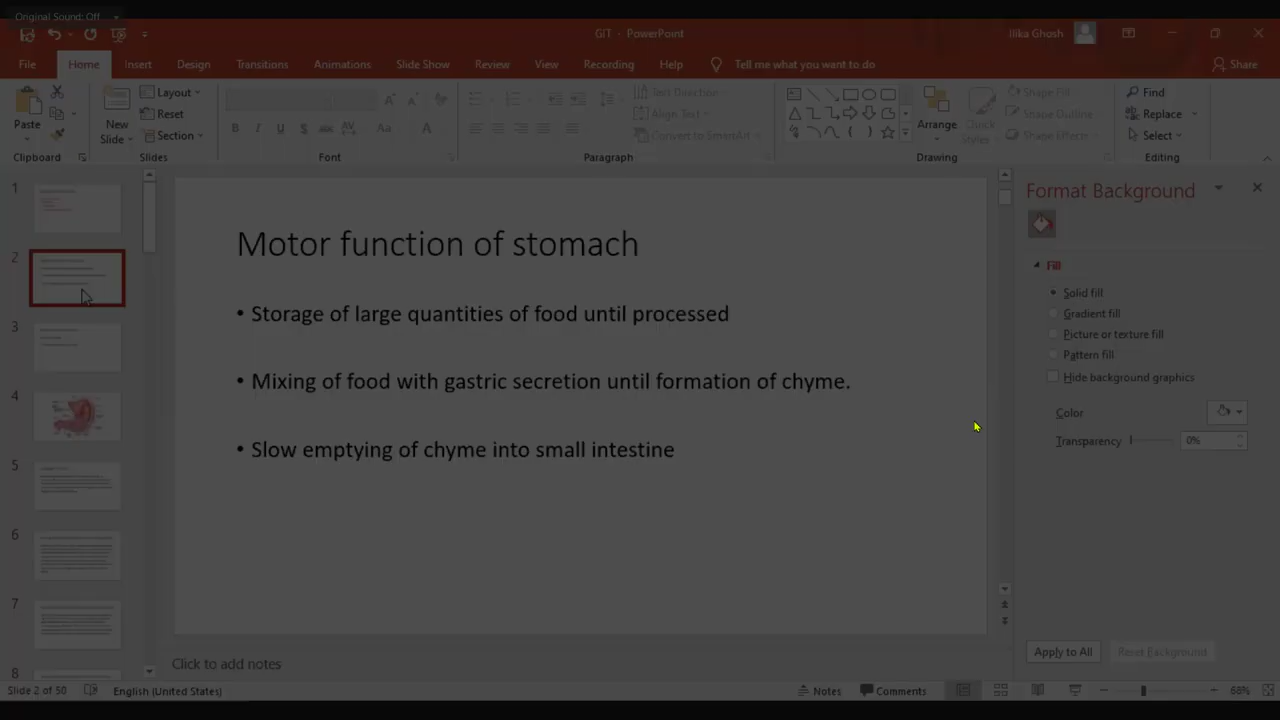 Original Sound: Off
GIT - PowerPoint
Ilika Ghosh
File Home Insert Design Transitions Animations Slide Show Review View Recording Help Tell me what you want to do Share
Paste
Clipboard
New Slide
Layout
Reset
Section
Slides
B I U S abc AV Aa A
Font
Text Direction
Align Text
Convert to SmartArt
Paragraph
Arrange
Quick Styles
Shape Fill
Shape Outline
Shape Effects
Drawing
Find
Replace
Select
Editing
1
2
3
4
5
6
7
8
Motor function of stomach
• Storage of large quantities of food until processed
• Mixing of food with gastric secretion until formation of chyme.
• Slow emptying of chyme into small intestine
Click to add notes
Format Background
Fill
Solid fill
Gradient fill
Picture or texture fill
Pattern fill
Hide background graphics
Color
Transparency 0%
Apply to All Reset Background
Slide 2 of 50 English (United States) Notes Comments 68%